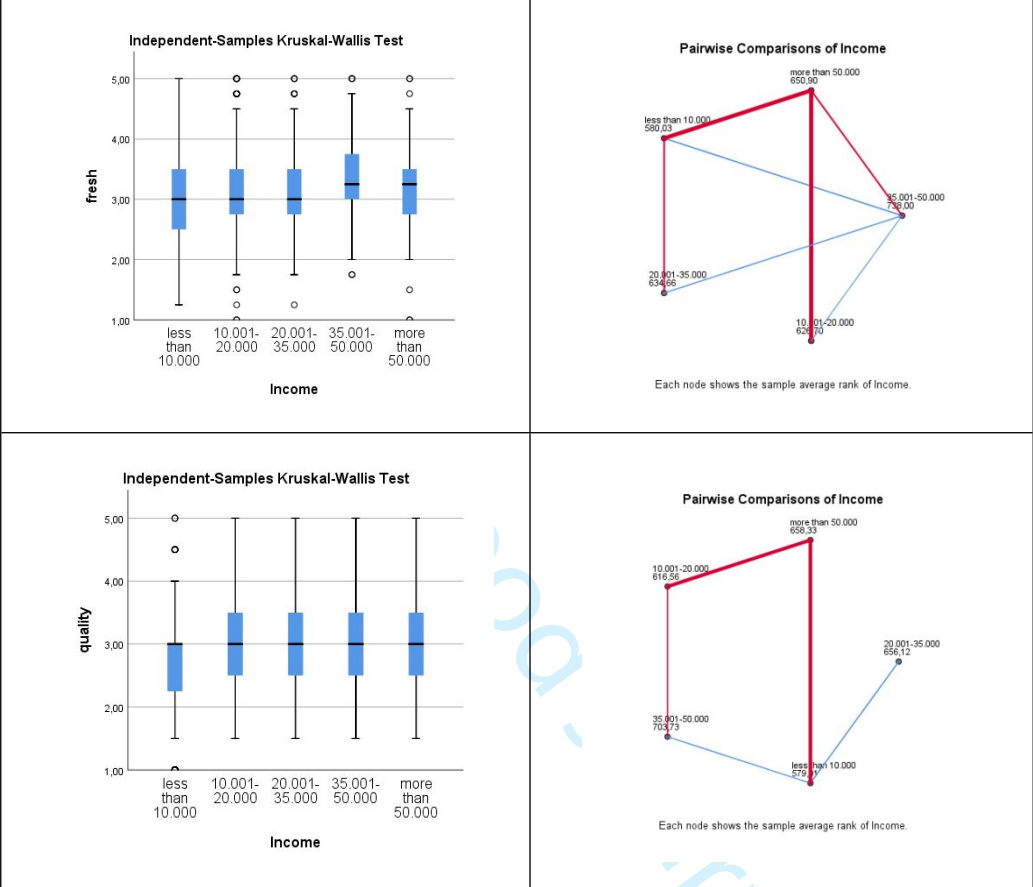 Independent-Samples Kruskal-Wallis Test
5,00
4,00
3,00
2,00
1,00
fresh
less than 10.000
10.001-20.000
20.001-35.000
35.001-50.000
more than 50.000
Income
Pairwise Comparisons of Income
more than 50.000
650,90
less than 10.000
580,03
35.001-50.000
738,00
20.001-35.000
634,66
10.001-20.000
Each node shows the sample average rank of Income.
Independent-Samples Kruskal-Wallis Test
5,00
4,00
3,00
2,00
1,00
quality
less than 10.000
10.001-20.000
20.001-35.000
35.001-50.000
more than 50.000
Income
Pairwise Comparisons of Income
more than 50.000
658,33
10.001-20.000
616,56
20.001-35.000
656,12
35.001-50.000
703,73
less than 10.000
Each node shows the sample average rank of Income.